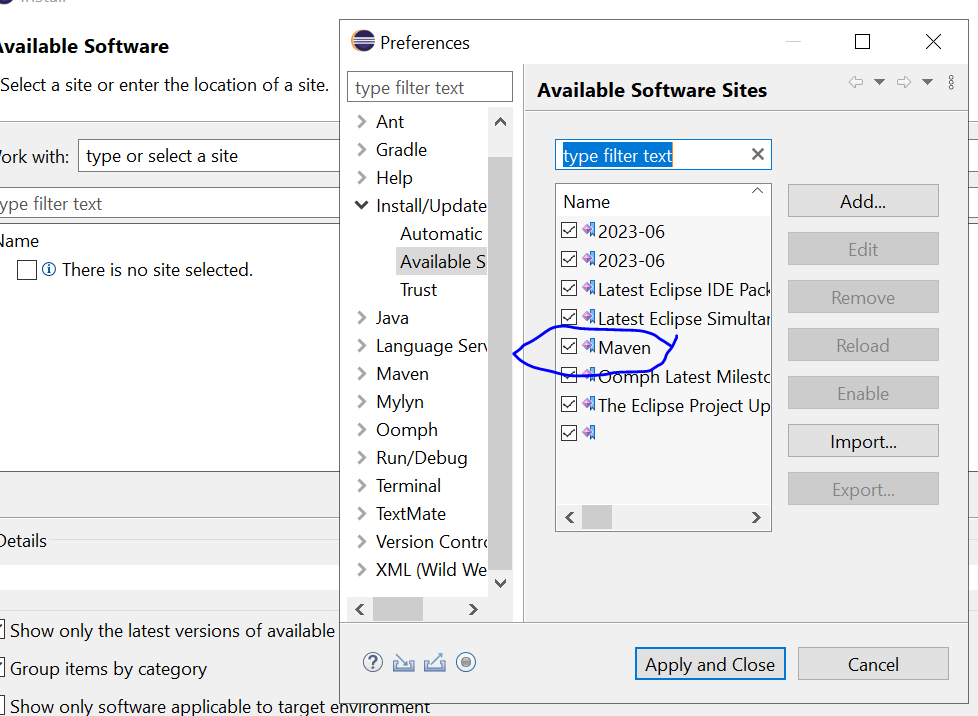 Available Software
Select a site or enter the location of a site.
Work with:
type or select a site
type filter text
Name
There is no site selected.
Details
Show only the latest versions of available
Group items by category
Show only software applicable to target environment
Preferences
type filter text
Ant
Gradle
Help
Install/Update
Automatic
Available S
Trust
Java
Language Serv
Maven
Mylyn
Oomph
Run/Debug
Terminal
TextMate
Version Contro
XML (Wild We
Available Software Sites
type filter text
Name
2023-06
2023-06
Latest Eclipse IDE Pack
Latest Eclipse Simultan
Maven
Oomph Latest Milesto
The Eclipse Project Up
Add...
Edit
Remove
Reload
Enable
Import...
Export...
Apply and Close
Cancel